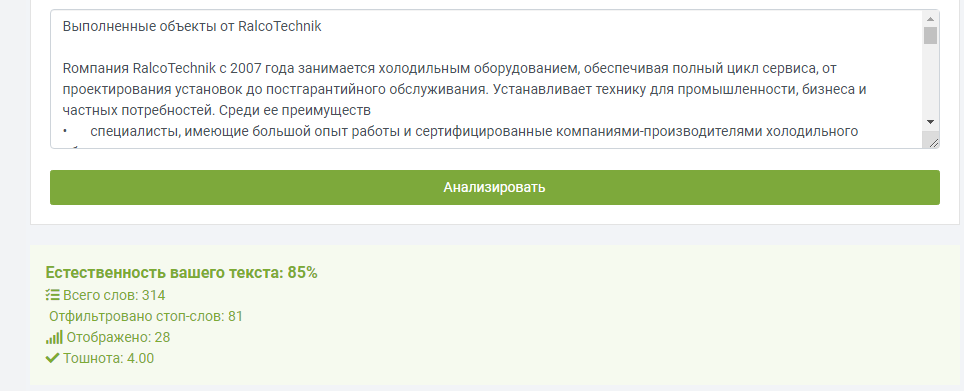 Выполненные объекты от RalcoTechnik
Rомпания RalcoTechnik с 2007 года занимается холодильным оборудованием, обеспечивая полный цикл сервиса, от
проектирования установок до постгарантийного обслуживания. Устанавливает технику для промышленности, бизнеса и
частных потребностей. Среди ее преимуществ
• специалисты, имеющие большой опыт работы и сертифицированные компаниями-производителями холодильного
Анализировать
Естественность вашего текста: 85%
Всего слов: 314
Отфильтровано стоп-слов: 81
Отображено: 28
Тошнота: 4.00